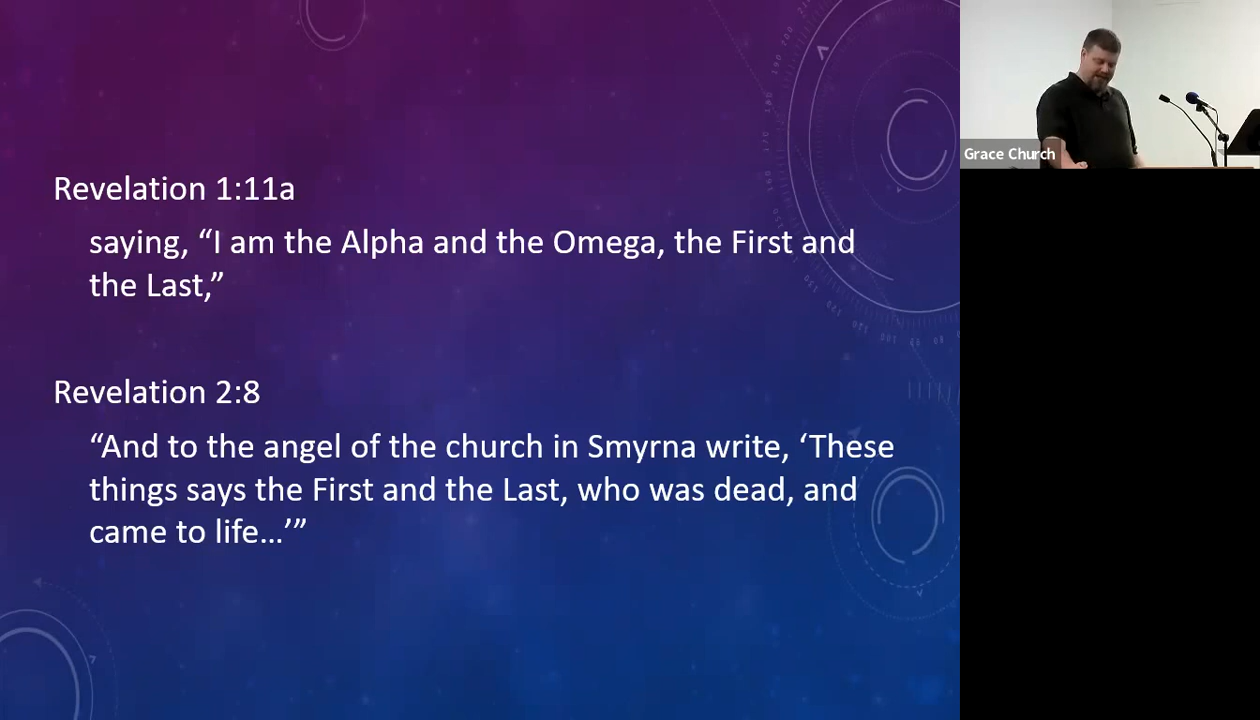 Revelation 1:11a
saying, “I am the Alpha and the Omega, the First and
the Last,”
Revelation 2:8
“And to the angel of the church in Smyrna write, ‘These
things says the First and the Last, who was dead, and
came to life…’”
Grace Church